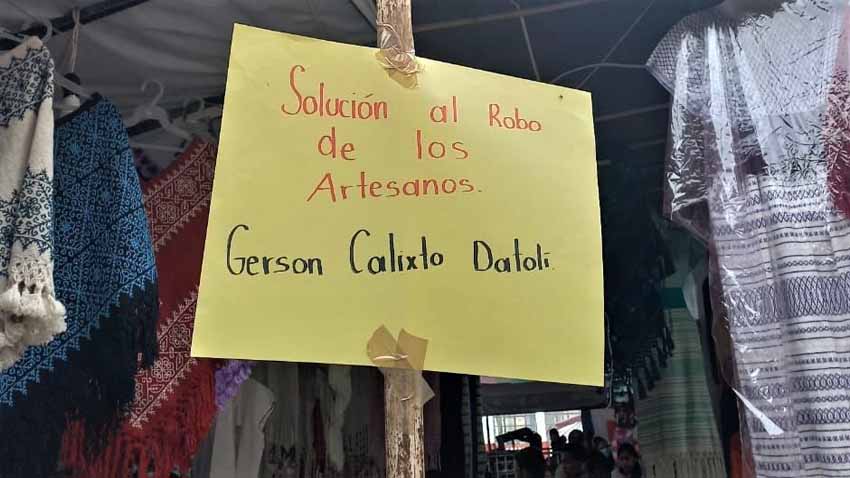 Solución al Robo
de los
Artesanos.
Gerson Calixto Datoli.